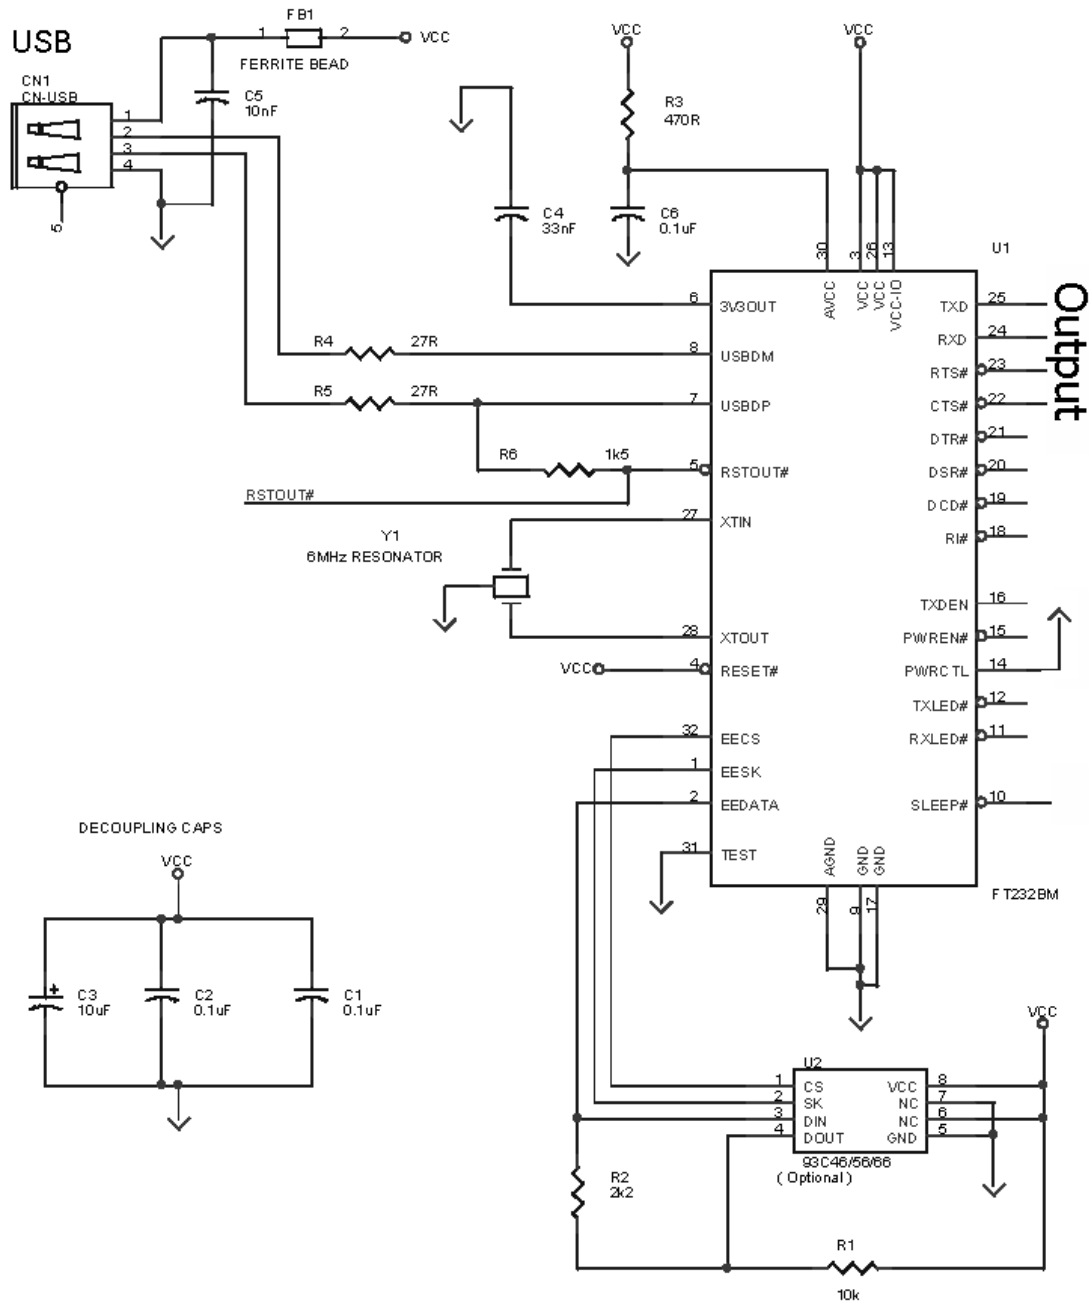 USB
CN1
CN-USB
1
2
3
4
5
FB1
1
2
VCC
FERRITE BEAD
C5
10nF
VCC
R3
470R
VCC
C4
33nF
C6
0.1uF
30
3
26
13
U1
AVCC
VCC
VCC
VCC-IO
6
3V3OUT
R4
27R
8
USBDM
R5
27R
7
USBDP
R6
1k5
5
RSTOUT#
RSTOUT#
27
XTIN
Y1
6MHz RESONATOR
28
XTOUT
VCC
4
RESET#
32
EECS
1
EESK
2
EEDATA
31
TEST
TXD
25
RXD
24
RTS#
23
CTS#
22
DTR#
21
DSR#
20
DCD#
19
RI#
18
TXDEN
16
PWREN#
15
PWRCTL
14
TXLED#
12
RXLED#
11
SLEEP#
10
Output
AGND
GND
GND
29
9
17
FT232BM
DECOUPLING CAPS
VCC
C3
10uF
C2
0.1uF
C1
0.1uF
VCC
U2
1
CS
VCC
8
2
SK
NC
7
3
DIN
NC
6
4
DOUT
GND
5
93C46/56/66
( Optional )
R2
2k2
R1
10k